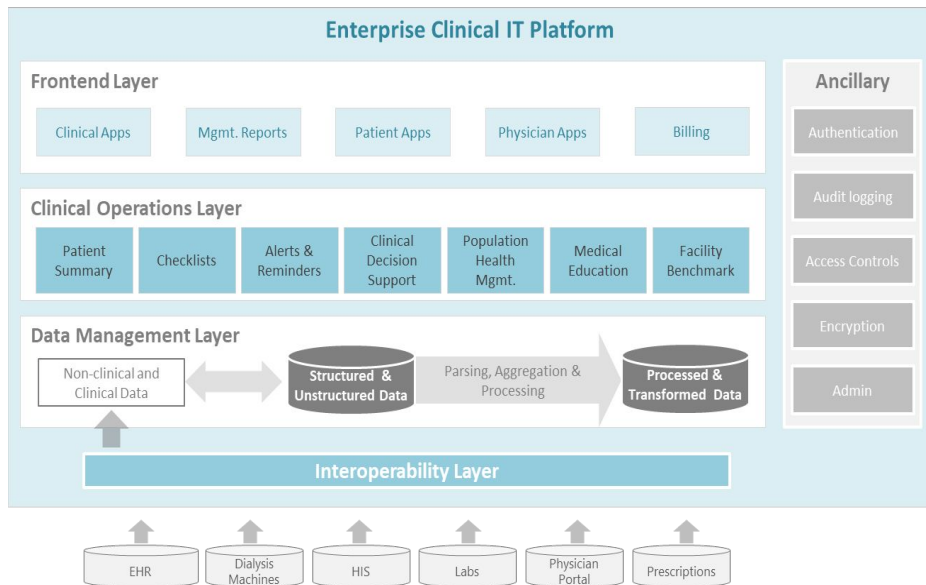 Enterprise Clinical IT Platform
Frontend Layer
Clinical Apps
Mgmt. Reports
Patient Apps
Physician Apps
Billing
Clinical Operations Layer
Patient
Summary
Checklists
Alerts &
Reminders
Clinical
Decision
Support
Population
Health
Mgmt.
Medical
Education
Facility
Benchmark
Data Management Layer
Non-clinical and
Clinical Data
Structured &
Unstructured Data
Parsing, Aggregation &
Processing
Processed &
Transformed Data
Interoperability Layer
EHR
Dialysis
Machines
HIS
Labs
Physician
Portal
Prescriptions
Ancillary
Authentication
Audit logging
Access Controls
Encryption
Admin